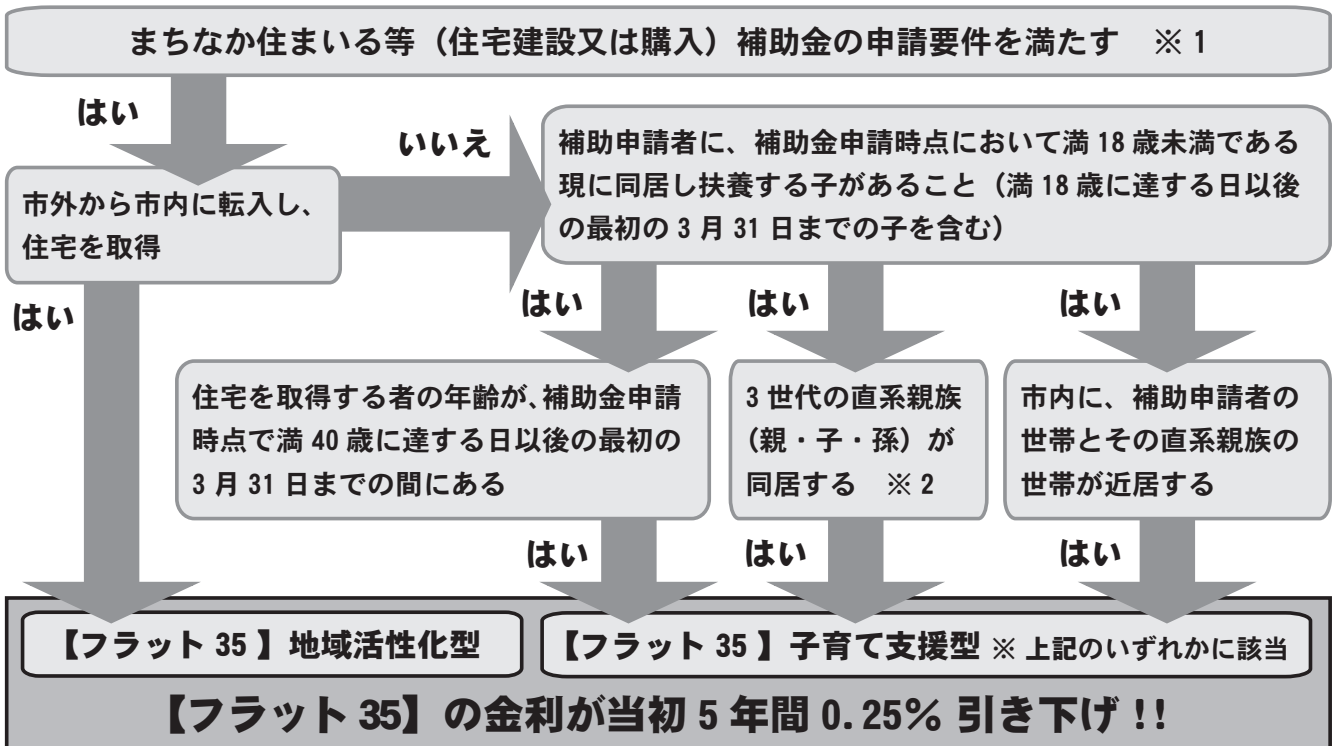 まちなか住まいる等（住宅建設又は購入）補助金の申請要件を満たす　※1
はい
いいえ
市外から市内に転入し、
住宅を取得
補助申請者に、補助金申請時点において満18歳未満である
現に同居し扶養する子があること（満18歳に達する日以後
の最初の3月31日までの子を含む）
はい
はい
はい
はい
住宅を取得する者の年齢が、補助金申請
時点で満40歳に達する日以後の最初の
3月31日までの間にある
3世代の直系親族
（親・子・孫）が
同居する　※2
市内に、補助申請者の
世帯とその直系親族の
世帯が近居する
はい
はい
はい
【フラット35】地域活性化型
【フラット35】子育て支援型 ※上記のいずれかに該当
【フラット35】の金利が当初5年間0.25%引き下げ!!